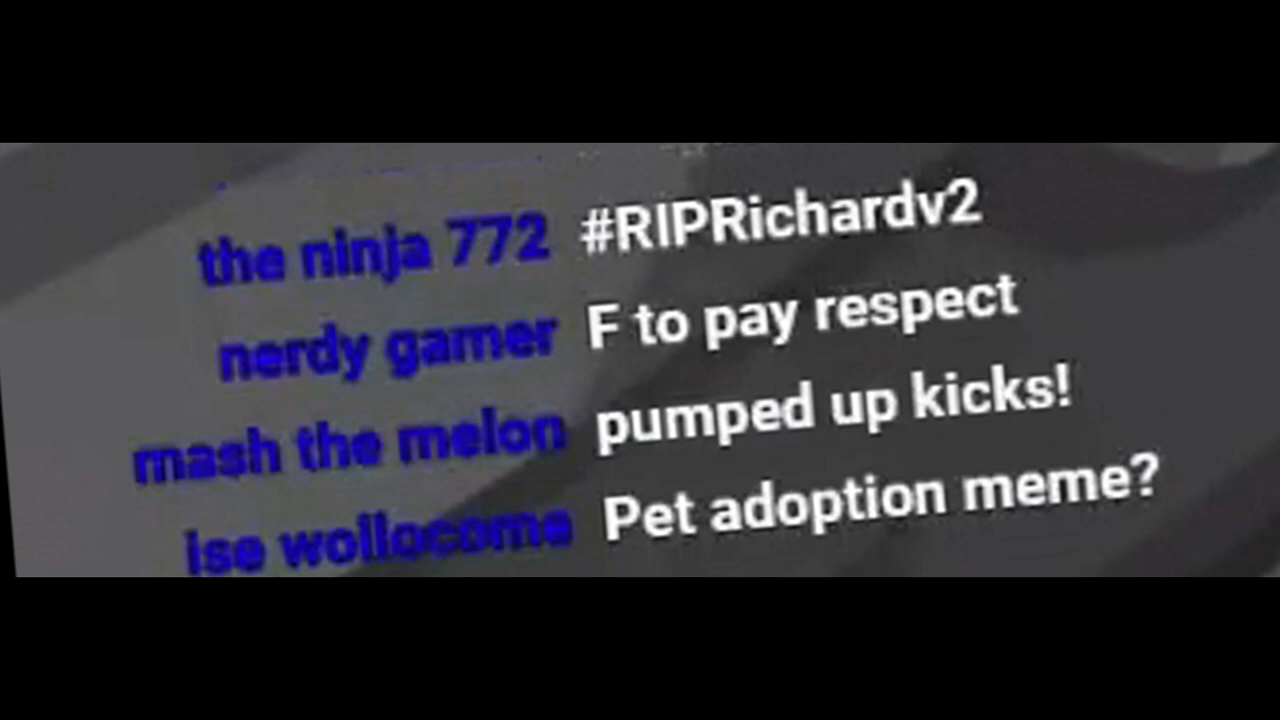 the ninja 772 #RIPRichardv2
nerdy gamer F to pay respect
mash the melon pumped up kicks!
ise wollocome Pet adoption meme?